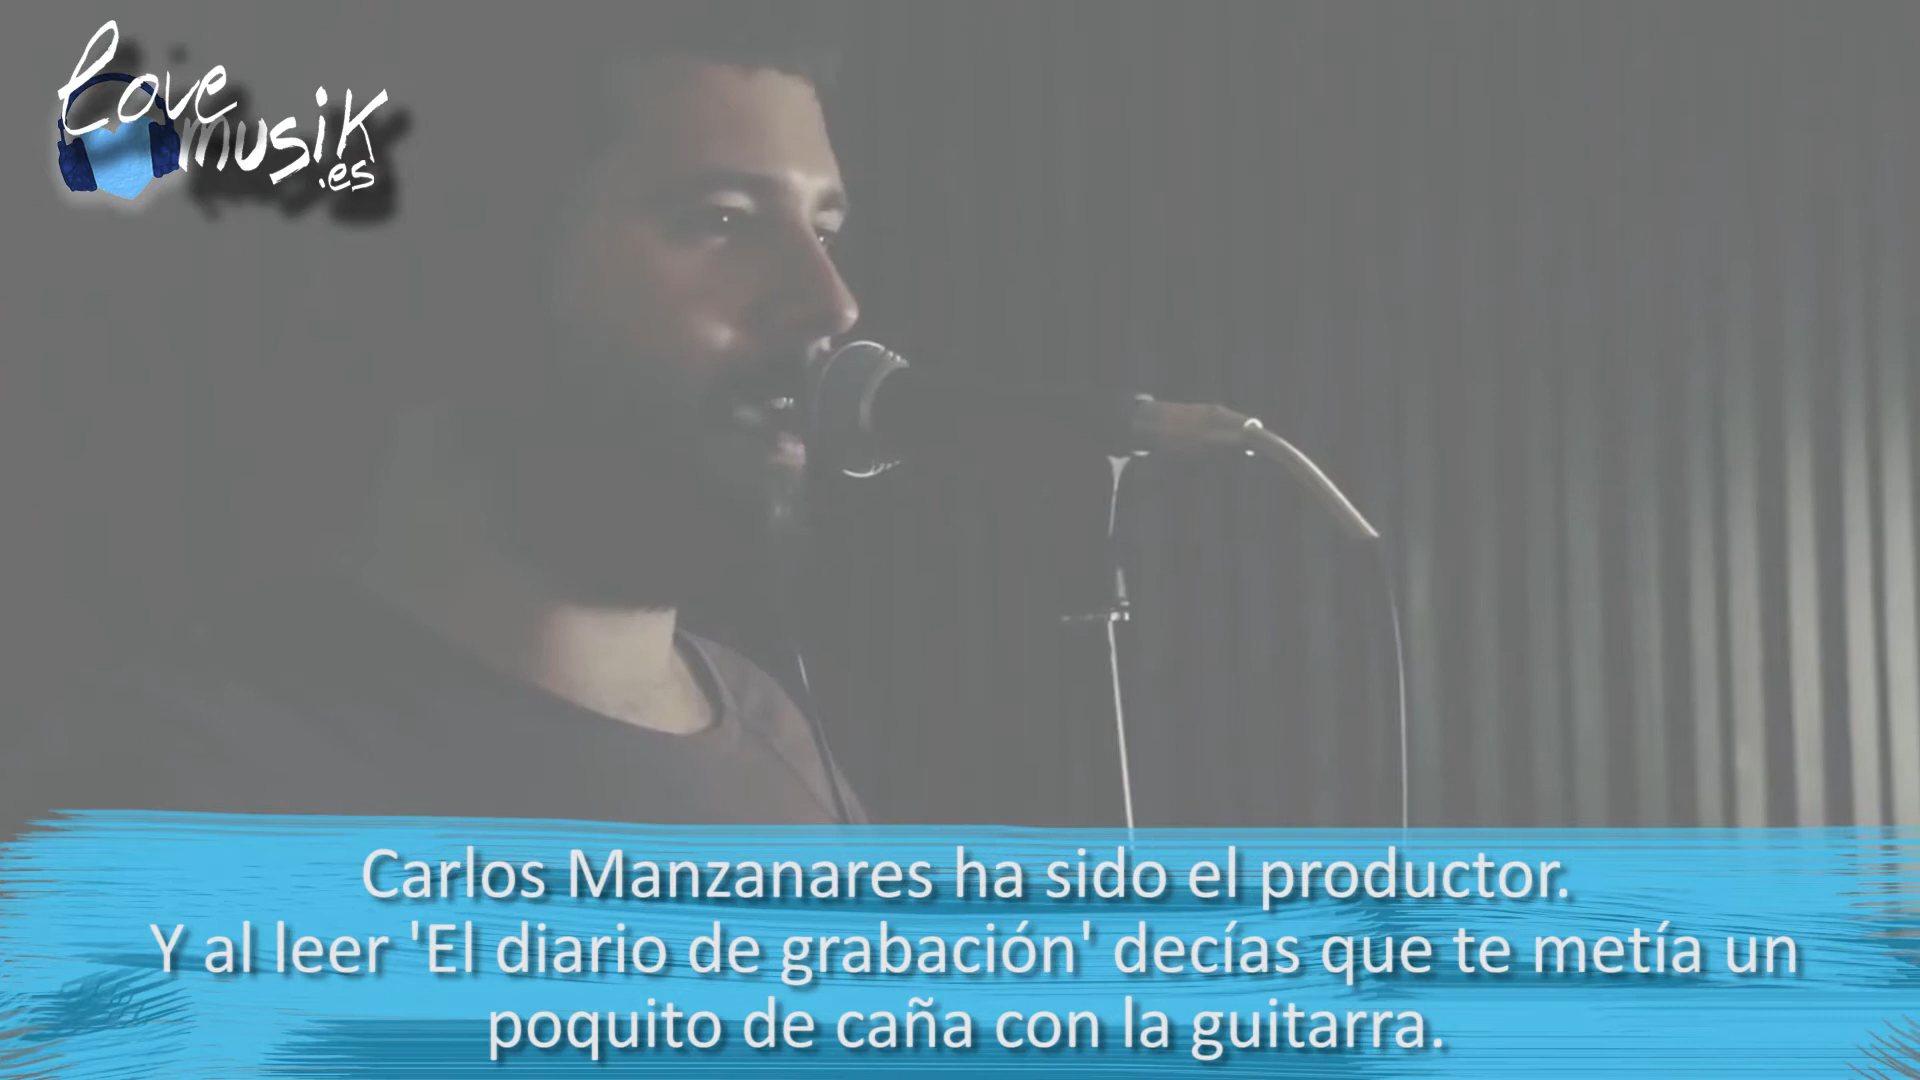 Love
musik
.es
Carlos Manzanares ha sido el productor.
Y al leer 'El diario de grabación' decías que te metía un
poquito de caña con la guitarra.